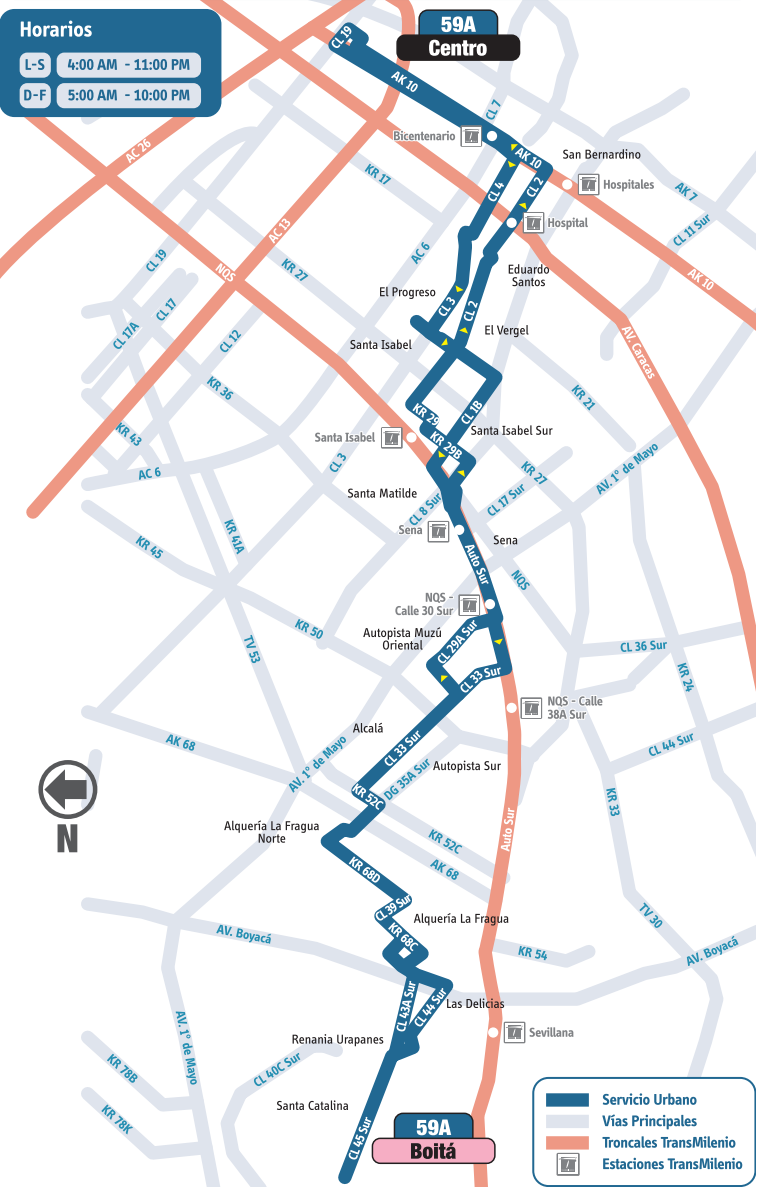 Horarios
L-S 4:00 AM - 11:00 PM
D-F 5:00 AM - 10:00 PM
59A
Centro
CL 19
AK 10
CL 7
Bicentenario
AK 10
San Bernardino
AC 26
KR 17
CL 4
CL 2
Hospitales
AK 7
Hospital
CL 11 Sur
AC 13
AC 6
CL 19
NQS
KR 27
Eduardo
Santos
AK 10
El Progreso
CL 17
CL 3
CL 2
El Vergel
CL 17A
CL 12
Santa Isabel
AV. Caracas
KR 36
KR 21
KR 29
CL 1B
KR 43
Santa Isabel
KR 29B
Santa Isabel Sur
CL 3
AC 6
KR 27
AV. 1° de Mayo
Santa Matilde
CL 8 Sur
CL 17 Sur
KR 41A
Sena
Sena
KR 45
Auto Sur
NQS
NQS -
Calle 30 Sur
KR 50
Autopista Muzú
Oriental
CL 29A Sur
TV 53
CL 36 Sur
CL 33 Sur
KR 24
NQS - Calle
38A Sur
Alcalá
AK 68
CL 33 Sur
CL 44 Sur
AV. 1° de Mayo
Autopista Sur
DG 35A Sur
KR 52C
KR 33
N
Alquería La Fragua
Norte
Auto Sur
KR 52C
AK 68
KR 68D
CL 39 Sur
Alquería La Fragua
TV 30
AV. Boyacá
KR 68C
KR 54
AV. Boyacá
CL 43A Sur
CL 44 Sur
Las Delicias
AV. 1° de Mayo
Renania Urapanes
Sevillana
KR 78B
CL 40C Sur
Santa Catalina
KR 78K
CL 45 Sur
59A
Boitá
Servicio Urbano
Vías Principales
Troncales TransMilenio
Estaciones TransMilenio